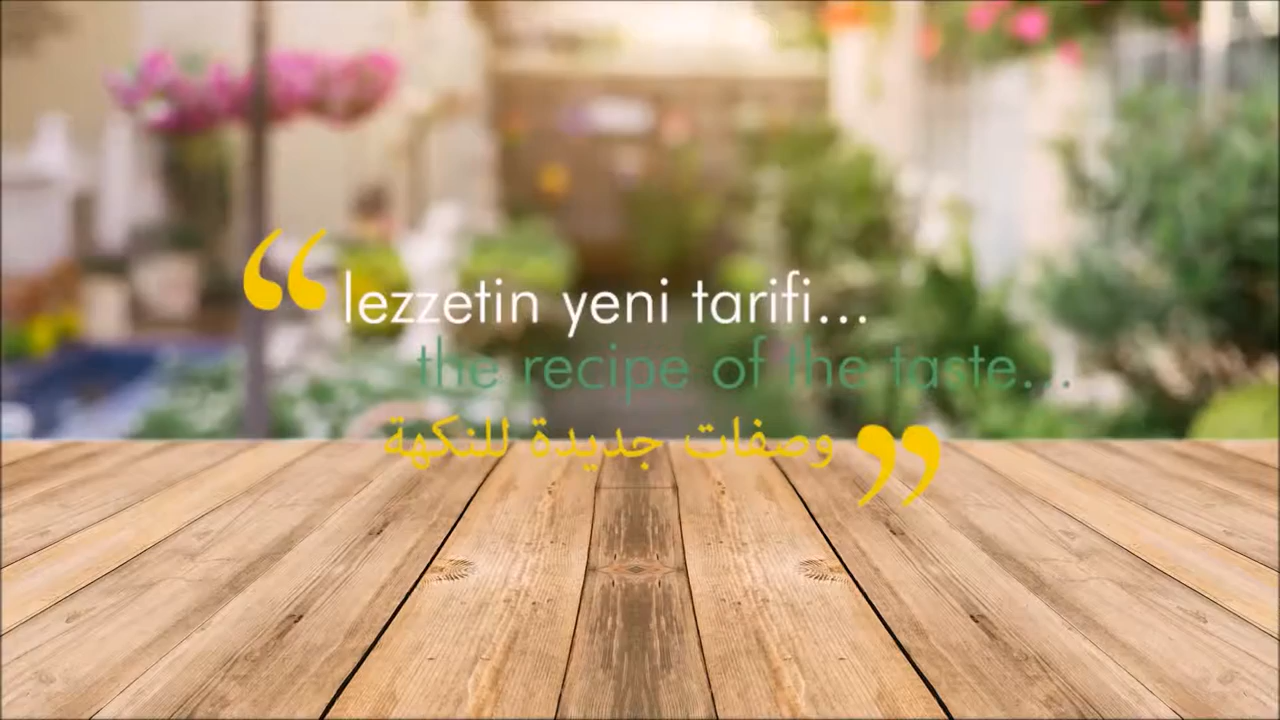 “lezzetin yeni tarifi...
the recipe of the taste...
وصفات جديدة للنكهة”